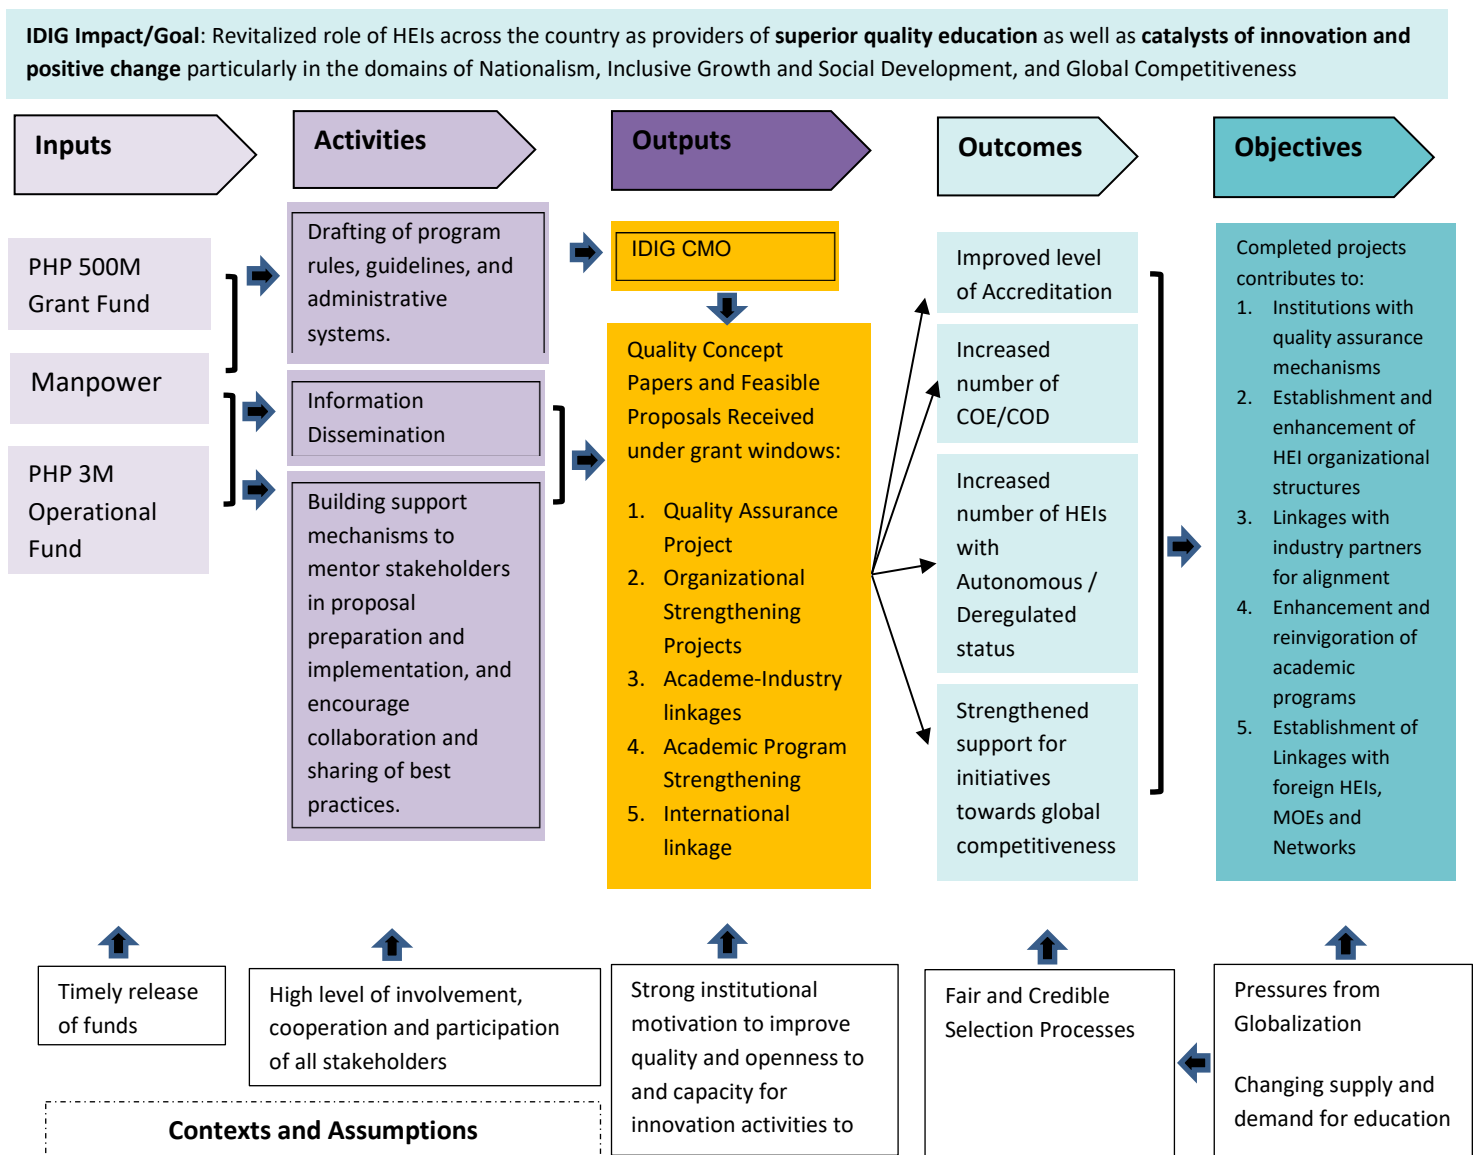 IDIG Impact/Goal: Revitalized role of HEIs across the country as providers of superior quality education as well as catalysts of innovation and
positive change particularly in the domains of Nationalism, Inclusive Growth and Social Development, and Global Competitiveness
Inputs
Activities
Outputs
Outcomes
Objectives
PHP 500M
Grant Fund
Manpower
PHP 3M
Operational
Fund
Drafting of program
rules, guidelines, and
administrative
systems.
Information
Dissemination
Building support
mechanisms to
mentor stakeholders
in proposal
preparation and
implementation, and
encourage
collaboration and
sharing of best
practices.
IDIG CMO
Quality Concept
Papers and Feasible
Proposals Received
under grant windows:
1. Quality Assurance
Project
2. Organizational
Strengthening
Projects
3. Academe-Industry
linkages
4. Academic Program
Strengthening
5. International
linkage
Improved level
of Accreditation
Increased
number of
COE/COD
Increased
number of HEIs
with
Autonomous /
Deregulated
status
Strengthened
support for
initiatives
towards global
competitiveness
Completed projects
contributes to:
1. Institutions with
quality assurance
mechanisms
2. Establishment and
enhancement of
HEI organizational
structures
3. Linkages with
industry partners
for alignment
4. Enhancement and
reinvigoration of
academic
programs
5. Establishment of
Linkages with
foreign HEIs,
MOEs and
Networks
Timely release
of funds
High level of involvement,
cooperation and participation
of all stakeholders
Strong institutional
motivation to improve
quality and openness to
and capacity for
innovation activities to
Fair and Credible
Selection Processes
Pressures from
Globalization
Changing supply and
demand for education
Contexts and Assumptions